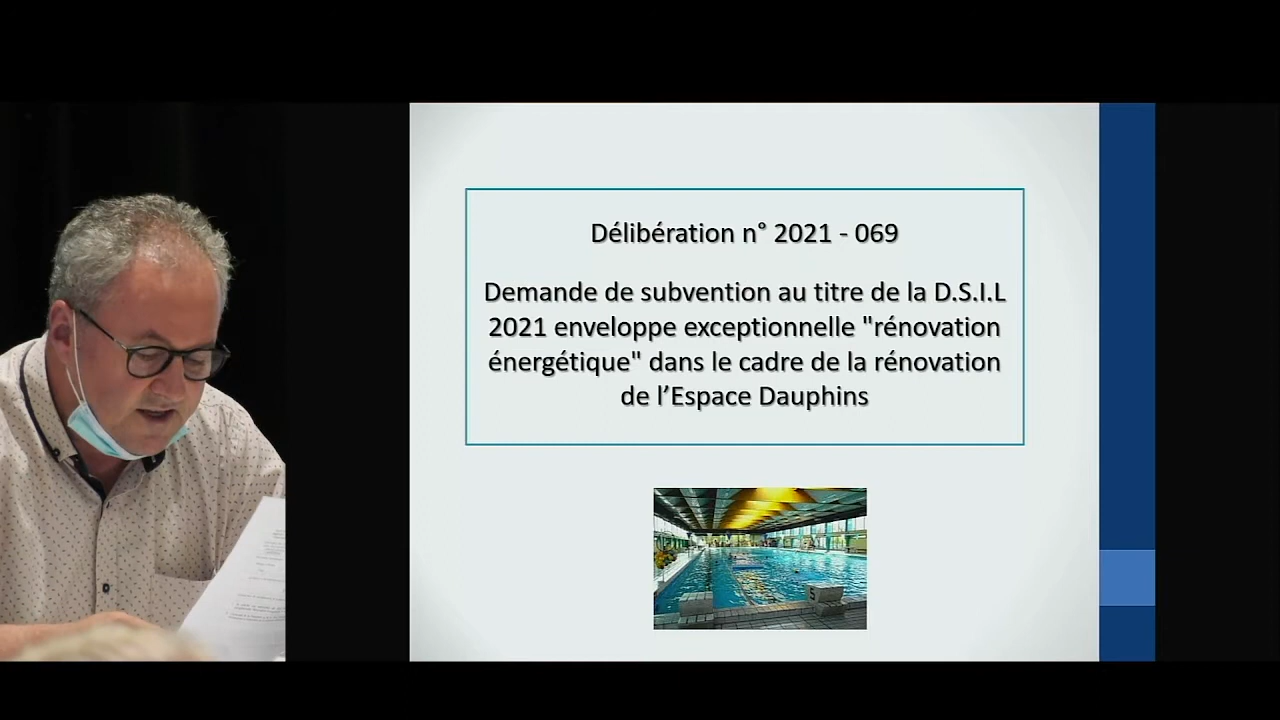 Délibération n° 2021 - 069
Demande de subvention au titre de la D.S.I.L
2021 enveloppe exceptionnelle "rénovation
énergétique" dans le cadre de la rénovation
de l’Espace Dauphins
5